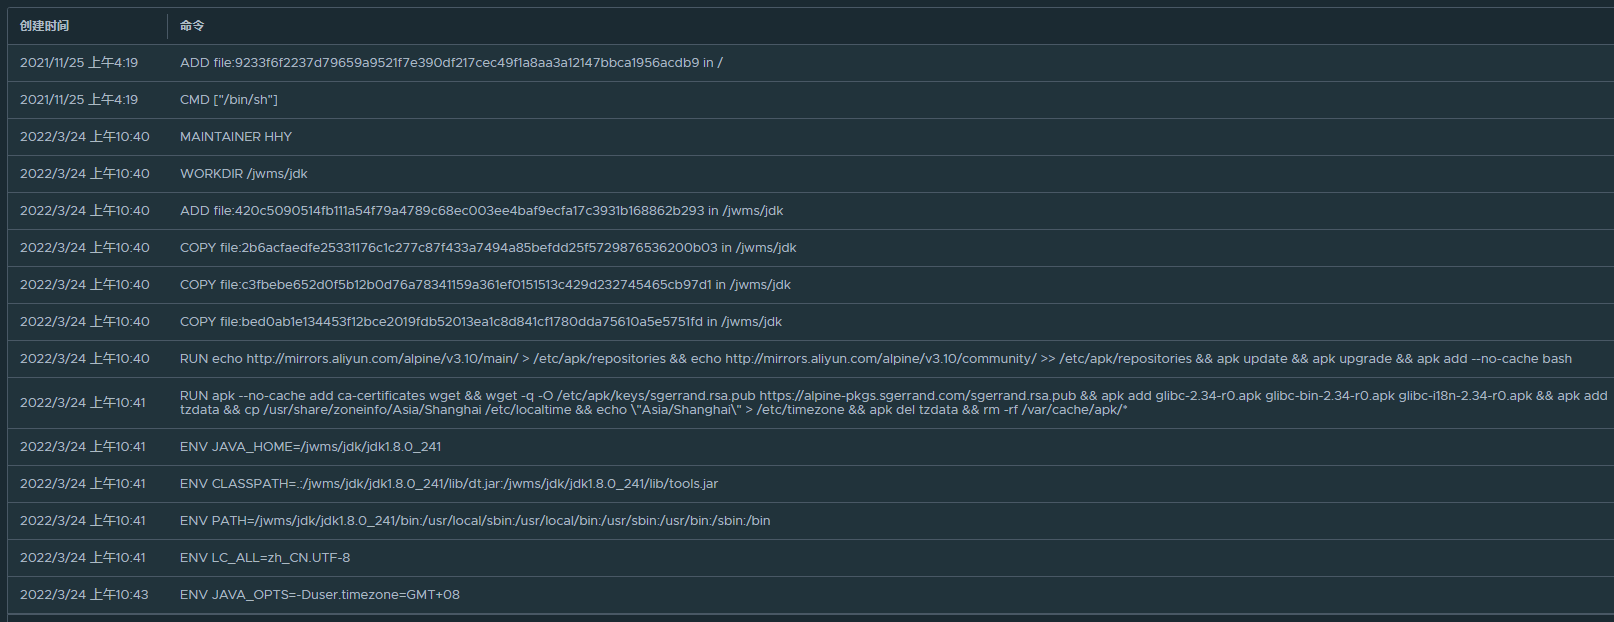 创建时间 命令
2021/11/25 上午4:19 ADD file:9233f6f2237d79659a9521f7e390df217cec49f1a8aa3a12147bbca1956acdb9 in /
2021/11/25 上午4:19 CMD ["/bin/sh"]
2022/3/24 上午10:40 MAINTAINER HHY
2022/3/24 上午10:40 WORKDIR /jwms/jdk
2022/3/24 上午10:40 ADD file:420c5090514fb111a54f79a4789c68ec003ee4baf9ecfa17c3931b168862b293 in /jwms/jdk
2022/3/24 上午10:40 COPY file:2b6acfaedfe25331176c1c277c87f433a7494a85befdd25f5729876536200b03 in /jwms/jdk
2022/3/24 上午10:40 COPY file:c3fbebe652d0f5b12b0d76a78341159a361ef0151513c429d232745465cb97d1 in /jwms/jdk
2022/3/24 上午10:40 COPY file:bed0ab1e134453f12bce2019fdb52013ea1c8d841cf1780dda75610a5e5751fd in /jwms/jdk
2022/3/24 上午10:40 RUN echo http://mirrors.aliyun.com/alpine/v3.10/main/ > /etc/apk/repositories && echo http://mirrors.aliyun.com/alpine/v3.10/community/ >> /etc/apk/repositories && apk update && apk upgrade && apk add --no-cache bash
2022/3/24 上午10:41 RUN apk --no-cache add ca-certificates wget && wget -q -O /etc/apk/keys/sgerrand.rsa.pub https://alpine-pkgs.sgerrand.com/sgerrand.rsa.pub && apk add glibc-2.34-r0.apk glibc-bin-2.34-r0.apk glibc-i18n-2.34-r0.apk && apk add
tzdata && cp /usr/share/zoneinfo/Asia/Shanghai /etc/localtime && echo \"Asia/Shanghai\" > /etc/timezone && apk del tzdata && rm -rf /var/cache/apk/*
2022/3/24 上午10:41 ENV JAVA_HOME=/jwms/jdk/jdk1.8.0_241
2022/3/24 上午10:41 ENV CLASSPATH=.:/jwms/jdk/jdk1.8.0_241/lib/dt.jar:/jwms/jdk/jdk1.8.0_241/lib/tools.jar
2022/3/24 上午10:41 ENV PATH=/jwms/jdk/jdk1.8.0_241/bin:/usr/local/sbin:/usr/local/bin:/usr/sbin:/usr/bin:/sbin:/bin
2022/3/24 上午10:41 ENV LC_ALL=zh_CN.UTF-8
2022/3/24 上午10:43 ENV JAVA_OPTS=-Duser.timezone=GMT+08